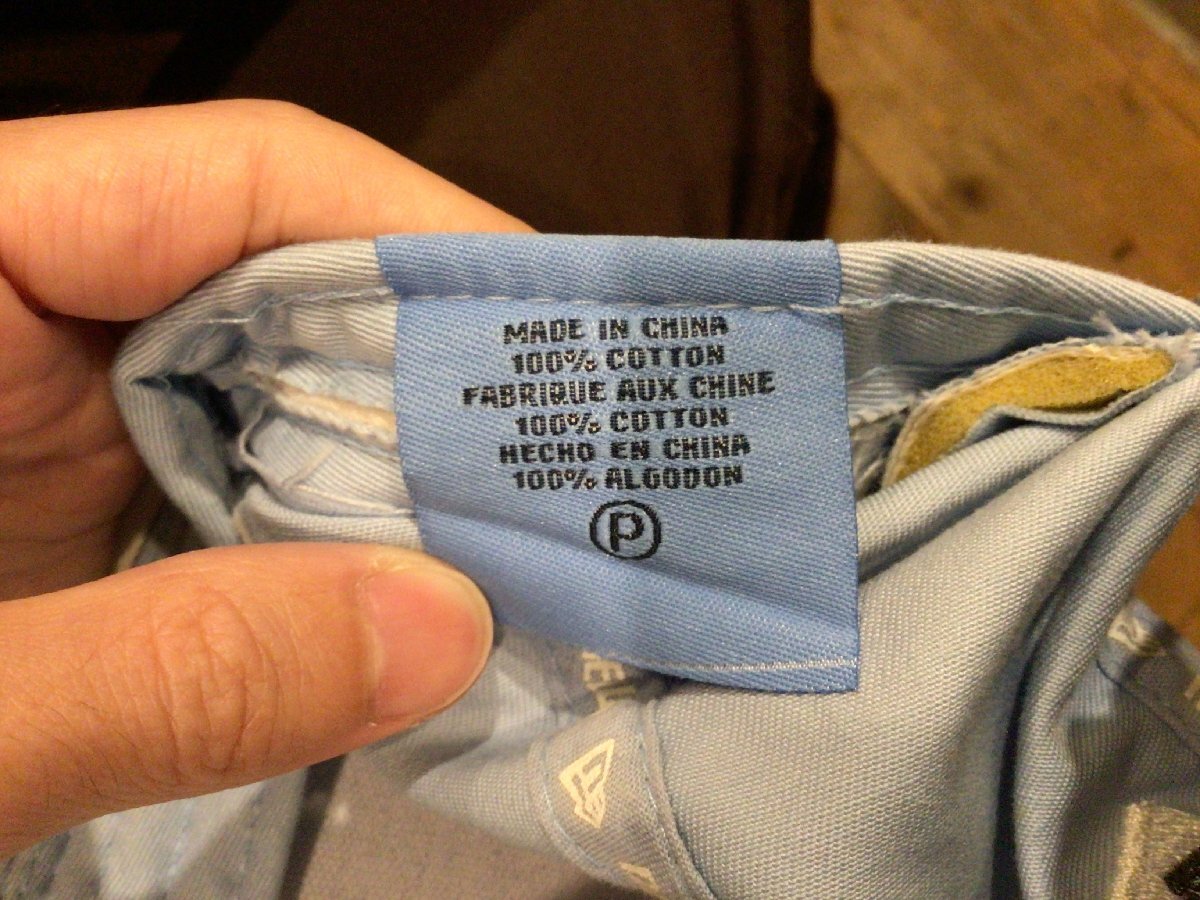 MADE IN CHINA
100% COTTON
FABRIQUE AUX CHINE
100% COTTON
HECHO EN CHINA
100% ALGODON
P